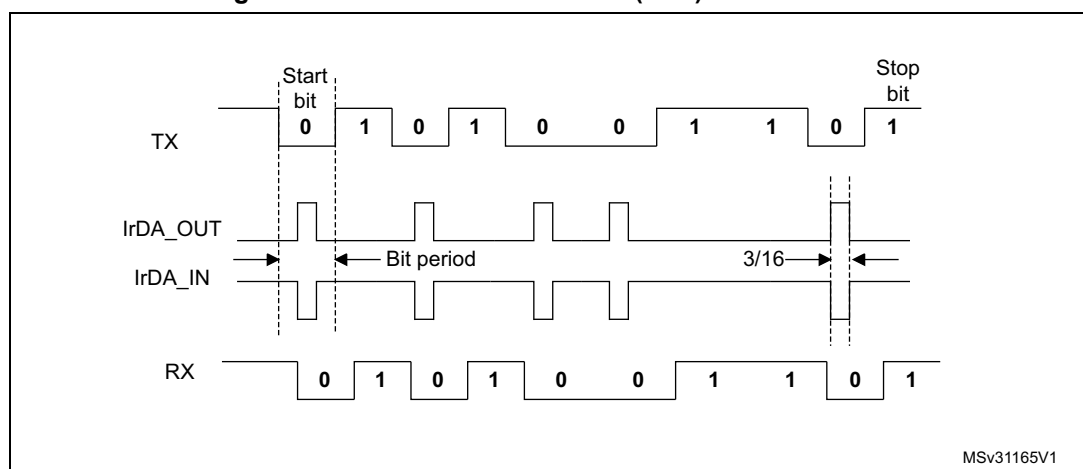 Start
bit
Stop
bit
TX
0 1 0 1 0 0 1 1 0 1
IrDA_OUT
Bit period
3/16
IrDA_IN
RX
0 1 0 1 0 0 1 1 0 1
MSv31165V1